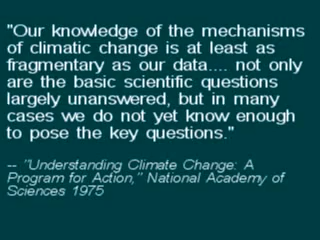 "Our knowledge of the mechanisms
of climatic change is at least as
fragmentary as our data.... not only
are the basic scientific questions
largely unanswered, but in many
cases we do not yet know enough
to pose the key questions."
-- "Understanding Climate Change: A
Program for Action," National Academy of
Sciences 1975